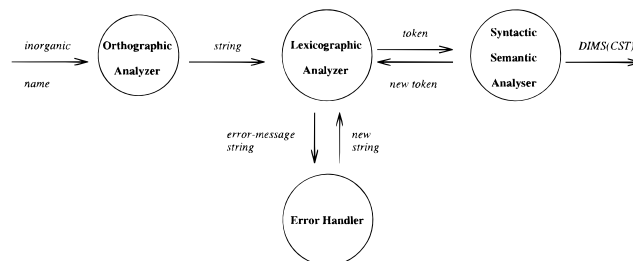 inorganic
name
Orthographic
Analyzer
string
Lexicographic
Analyzer
token
new token
Syntactic
Semantic
Analyser
DIMS(CST)
error-message
string
new
string
Error Handler